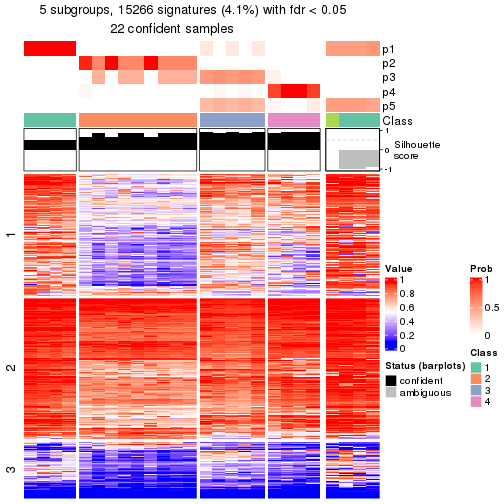 5 subgroups, 15266 signatures (4.1%) with fdr < 0.05
22 confident samples
p1
p2
p3
p4
p5
Class
1
0
-1
Silhouette
score
1
2
3
Value
1
0.8
0.6
0.4
0.2
0
Status (barplots)
confident
ambiguous
Prob
1
0.5
0
Class
1
2
3
4